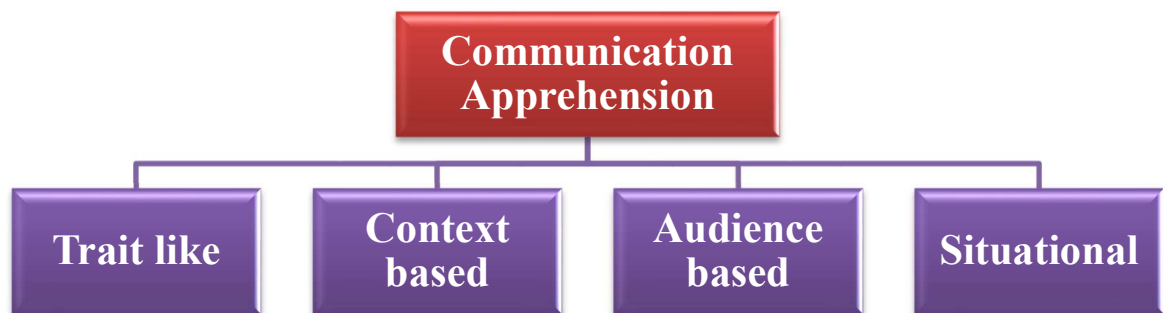 Communication
Apprehension
Trait like
Context
based
Audience
based
Situational